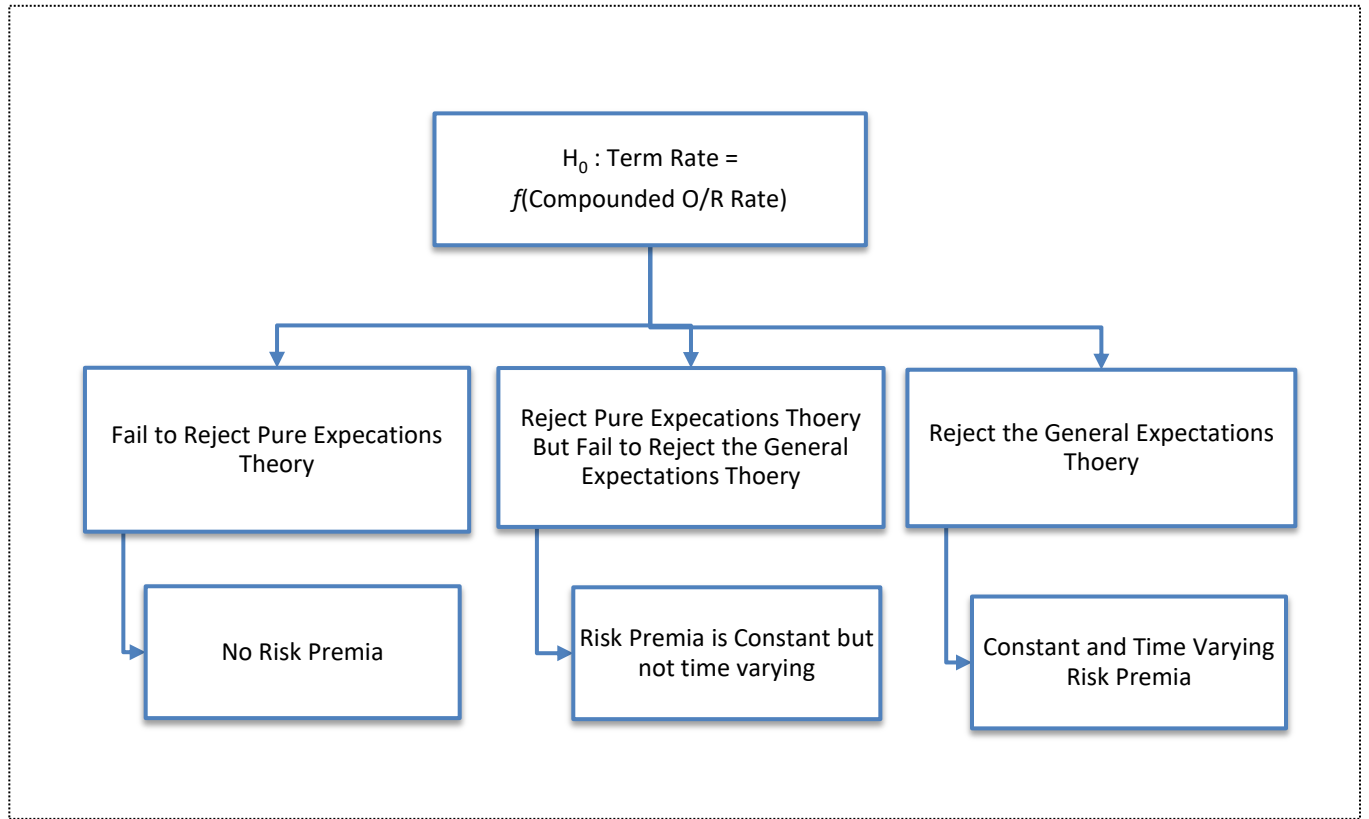 H₀ : Term Rate =
f(Compounded O/R Rate)
Fail to Reject Pure Expecations
Theory
Reject Pure Expecations Thoery
But Fail to Reject the General
Expectations Thoery
Reject the General Expectations
Thoery
No Risk Premia
Risk Premia is Constant but
not time varying
Constant and Time Varying
Risk Premia